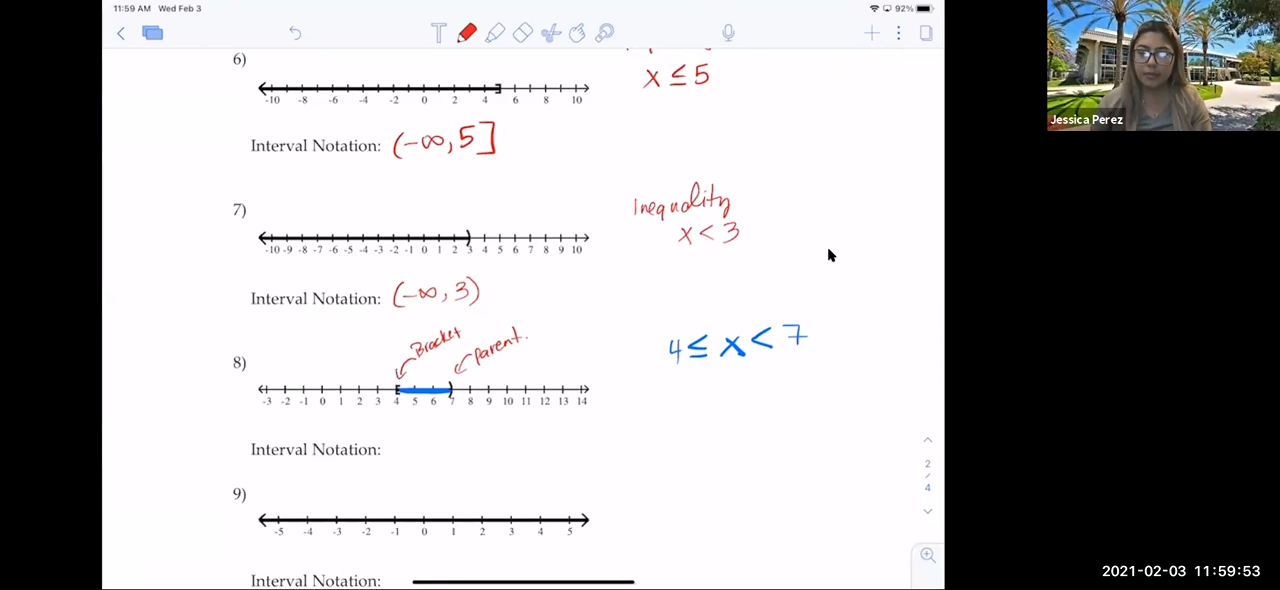 11:59 AM Wed Feb 3
92%
6)
x ≤ 5
-10 -8 -6 -4 -2 0 2 4 6 8 10
Interval Notation: (-∞, 5]
7)
Inequality
x < 3
-10 -9 -8 -7 -6 -5 -4 -3 -2 -1 0 1 2 3 4 5 6 7 8 9 10
Interval Notation: (-∞, 3)
Bracket
parent.
8)
4 ≤ x < 7
-3 -2 -1 0 1 2 3 4 5 6 7 8 9 10 11 12 13 14
Interval Notation:
9)
-5 -4 -3 -2 -1 0 1 2 3 4 5
Interval Notation:
2
/
4
Jessica Perez
2021-02-03 11:59:53